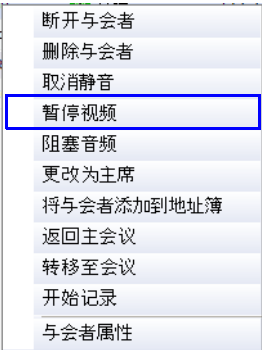 断开与会者
删除与会者
取消静音
暂停视频
阻塞音频
更改为主席
将与会者添加到地址簿
返回主会议
转移至会议
开始记录
与会者属性